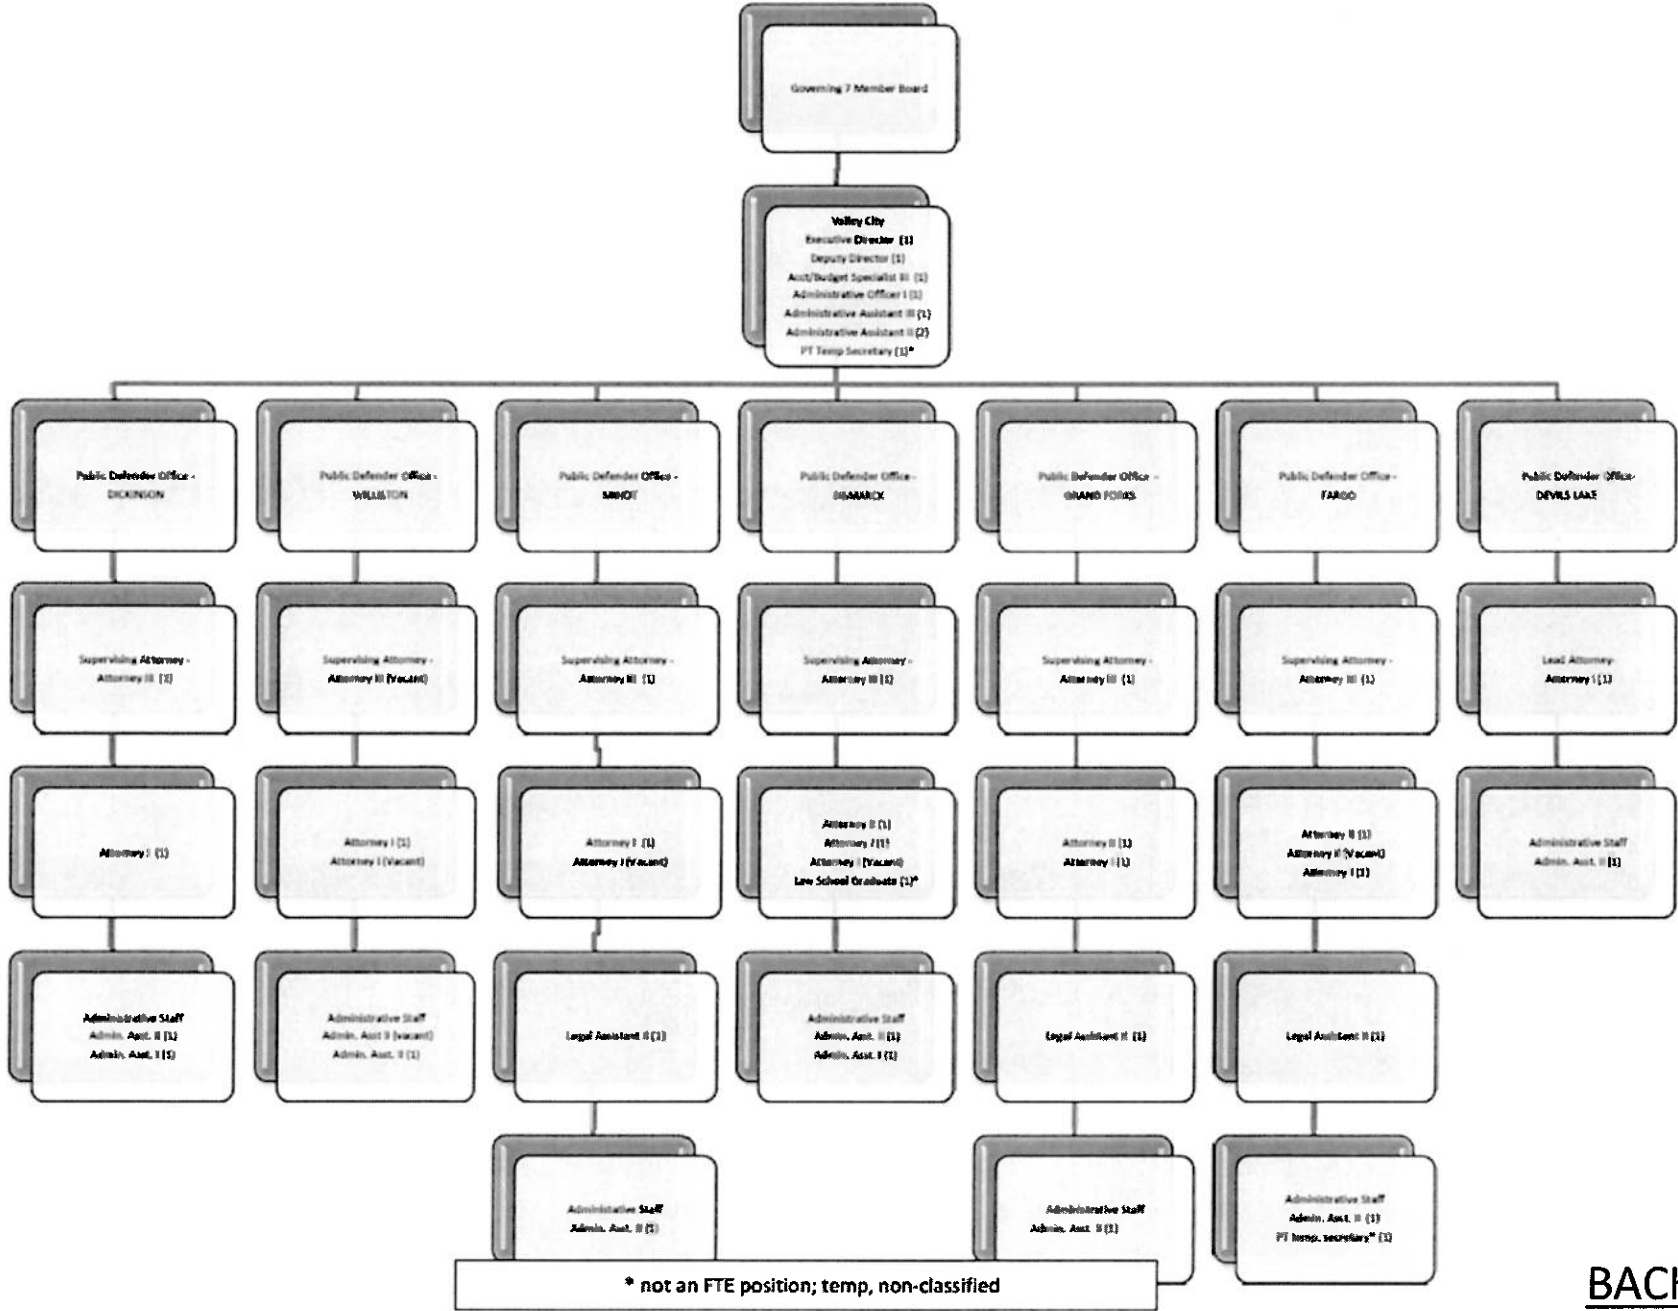 Governing 7 Member Board
Valley City
Executive Director (1)
Deputy Director (1)
Acct/Budget Specialist III (1)
Administrative Officer I (1)
Administrative Assistant III (1)
Administrative Assistant II (2)
PT Temp Secretary (1)*
Public Defender Office -
DICKINSON
Public Defender Office -
WILLISTON
Public Defender Office -
MINOT
Public Defender Office -
BISMARCK
Public Defender Office -
GRAND FORKS
Public Defender Office -
FARGO
Public Defender Office-
DEVILS LAKE
Supervising Attorney -
Attorney III (1)
Supervising Attorney -
Attorney III (Vacant)
Supervising Attorney -
Attorney III (1)
Supervising Attorney -
Attorney III (1)
Supervising Attorney -
Attorney III (1)
Supervising Attorney -
Attorney III (1)
Lead Attorney-
Attorney I (1)
Attorney (1)
Attorney I (1)
Attorney I (Vacant)
Attorney (1)
Attorney I (Vacant)
Attorney II (1)
Attorney I (1)
Attorney I (Vacant)
Law School Graduate (1)*
Attorney II (1)
Attorney I (1)
Attorney II (1)
Attorney II (Vacant)
Attorney I (1)
Administrative Staff
Admin. Asst. II (1)
Administrative Staff
Admin. Asst. II (1)
Admin. Asst. I (1)
Administrative Staff
Admin. Asst II (vacant)
Admin. Asst. II (1)
Legal Assistant II (1)
Administrative Staff
Admin. Asst. II (1)
Admin. Asst. I (1)
Legal Assistant II (1)
Legal Assistant II (1)
Administative Staff
Admin. Asst. II (1)
Administrative Staff
Admin. Asst II (1)
Administrative Staff
Admin. Asst. II (1)
PT temp. secretary* (1)
* not an FTE position; temp, non-classified